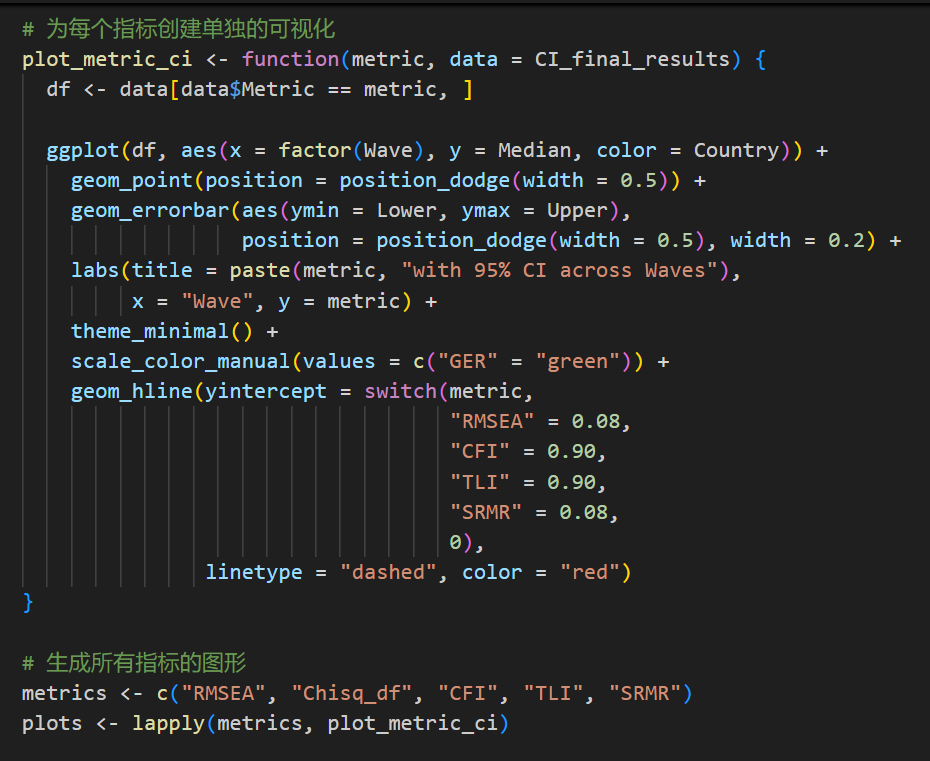 # 为每个指标创建单独的可视化
plot_metric_ci <- function(metric, data = CI_final_results) {
  df <- data[data$Metric == metric, ]

  ggplot(df, aes(x = factor(Wave), y = Median, color = Country)) +
    geom_point(position = position_dodge(width = 0.5)) +
    geom_errorbar(aes(ymin = Lower, ymax = Upper),
                  position = position_dodge(width = 0.5), width = 0.2) +
    labs(title = paste(metric, "with 95% CI across Waves"),
         x = "Wave", y = metric) +
    theme_minimal() +
    scale_color_manual(values = c("GER" = "green")) +
    geom_hline(yintercept = switch(metric,
                                   "RMSEA" = 0.08,
                                   "CFI" = 0.90,
                                   "TLI" = 0.90,
                                   "SRMR" = 0.08,
                                   0),
               linetype = "dashed", color = "red")
}

# 生成所有指标的图形
metrics <- c("RMSEA", "Chisq_df", "CFI", "TLI", "SRMR")
plots <- lapply(metrics, plot_metric_ci)